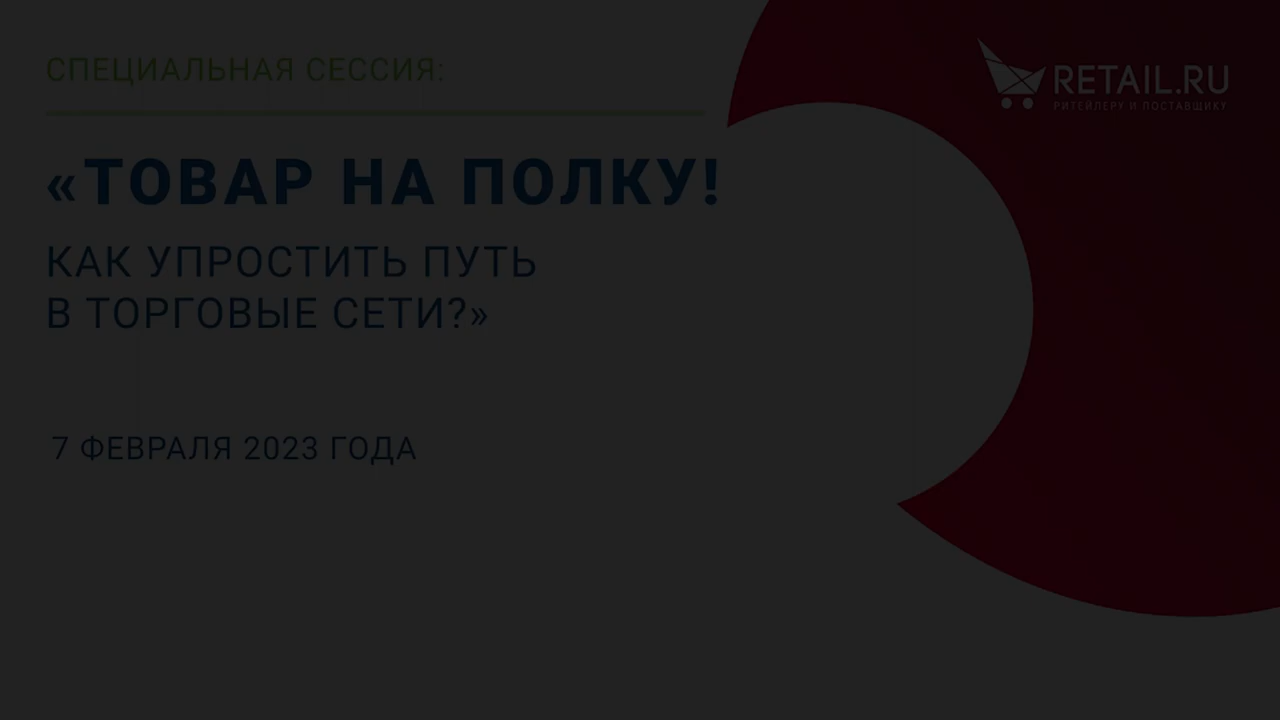 СПЕЦИАЛЬНАЯ СЕССИЯ:
RETAIL.RU
РИТЕЙЛЕРУ И ПОСТАВЩИКУ
«ТОВАР НА ПОЛКУ!
КАК УПРОСТИТЬ ПУТЬ
В ТОРГОВЫЕ СЕТИ?»
7 ФЕВРАЛЯ 2023 ГОДА